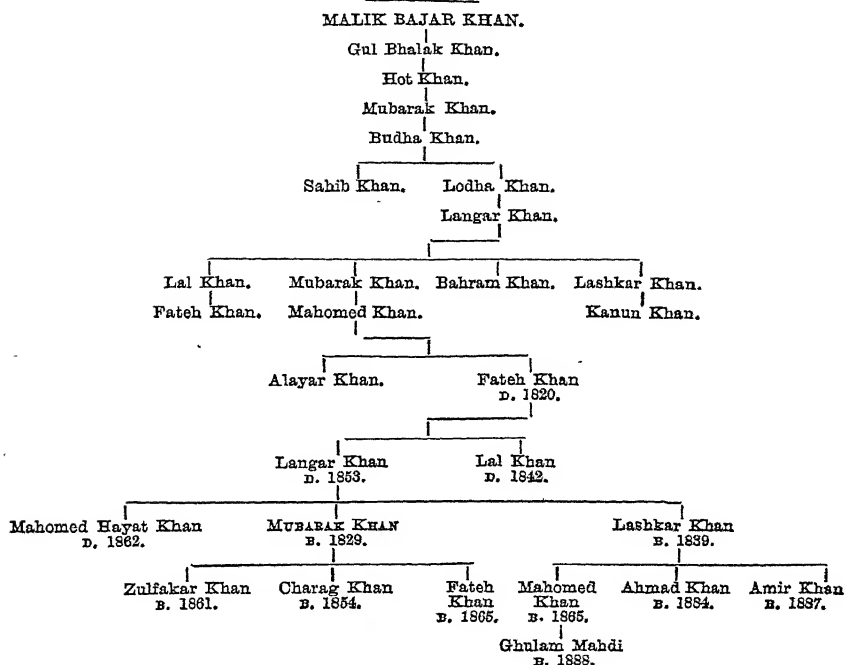 MALIK BAJAR KHAN.
Gul Bhalak Khan.
Hot Khan.
Mubarak Khan.
Budha Khan.
Sahib Khan. Lodha Khan.
Langar Khan.
Lal Khan. Mubarak Khan. Bahram Khan. Lashkar Khan.
Fateh Khan. Mahomed Khan. Kanun Khan.
Alayar Khan. Fateh Khan
D. 1820.
Langar Khan Lal Khan
D. 1853. D. 1842.
Mahomed Hayat Khan MUBARAK KHAN Lashkar Khan
D. 1862. B. 1829. B. 1839.
Zulfakar Khan Charag Khan Fateh Mahomed Ahmad Khan Amir Khan
B. 1861. B. 1854. Khan Khan B. 1884. B. 1887.
B. 1865. B. 1865.
Ghulam Mahdi
B. 1888.